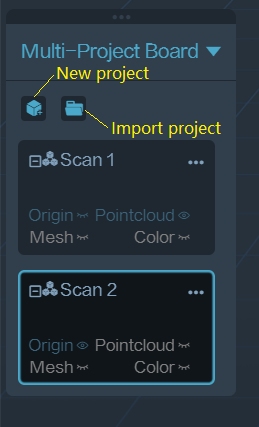 Multi-Project Board
New project
Import project
Scan 1
Origin Pointcloud
Mesh Color
Scan 2
Origin Pointcloud
Mesh Color